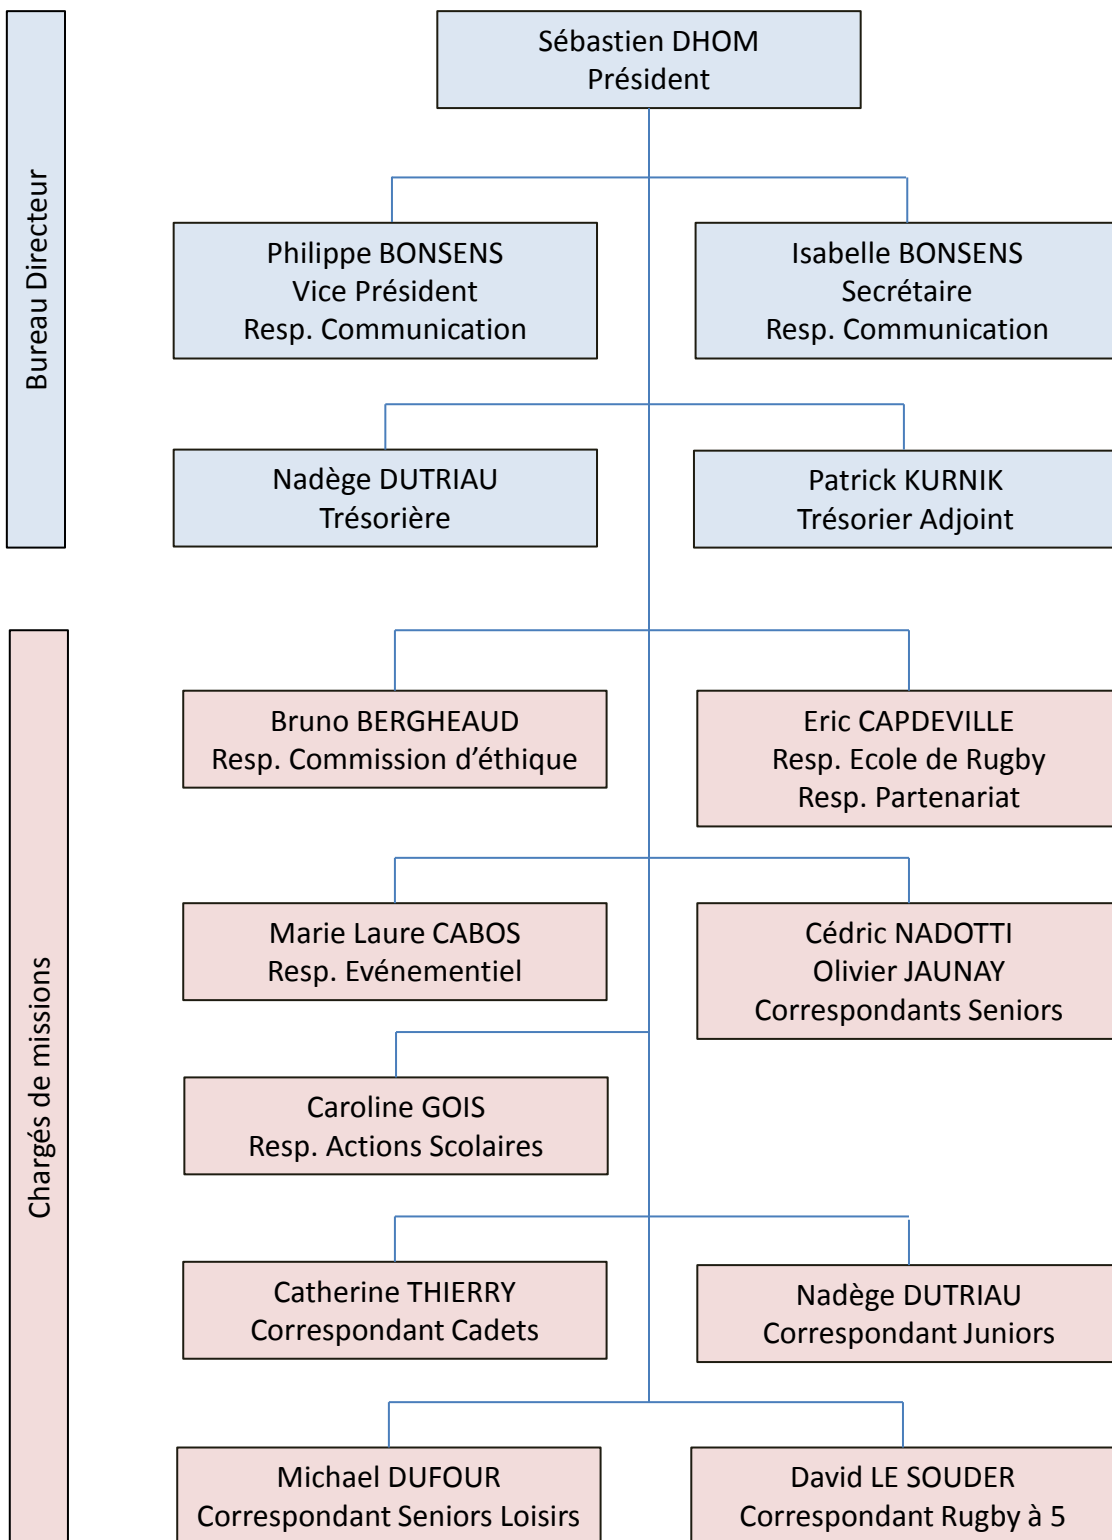 Sébastien DHOM
Président
Bureau Directeur
Philippe BONSENS
Vice Président
Resp. Communication
Isabelle BONSENS
Secrétaire
Resp. Communication
Nadège DUTRIAU
Trésorière
Patrick KURNIK
Trésorier Adjoint
Chargés de missions
Bruno BERGHEAUD
Resp. Commission d’éthique
Eric CAPDEVILLE
Resp. Ecole de Rugby
Resp. Partenariat
Marie Laure CABOS
Resp. Evénementiel
Cédric NADOTTI
Olivier JAUNAY
Correspondants Seniors
Caroline GOIS
Resp. Actions Scolaires
Catherine THIERRY
Correspondant Cadets
Nadège DUTRIAU
Correspondant Juniors
Michael DUFOUR
Correspondant Seniors Loisirs
David LE SOUDER
Correspondant Rugby à 5